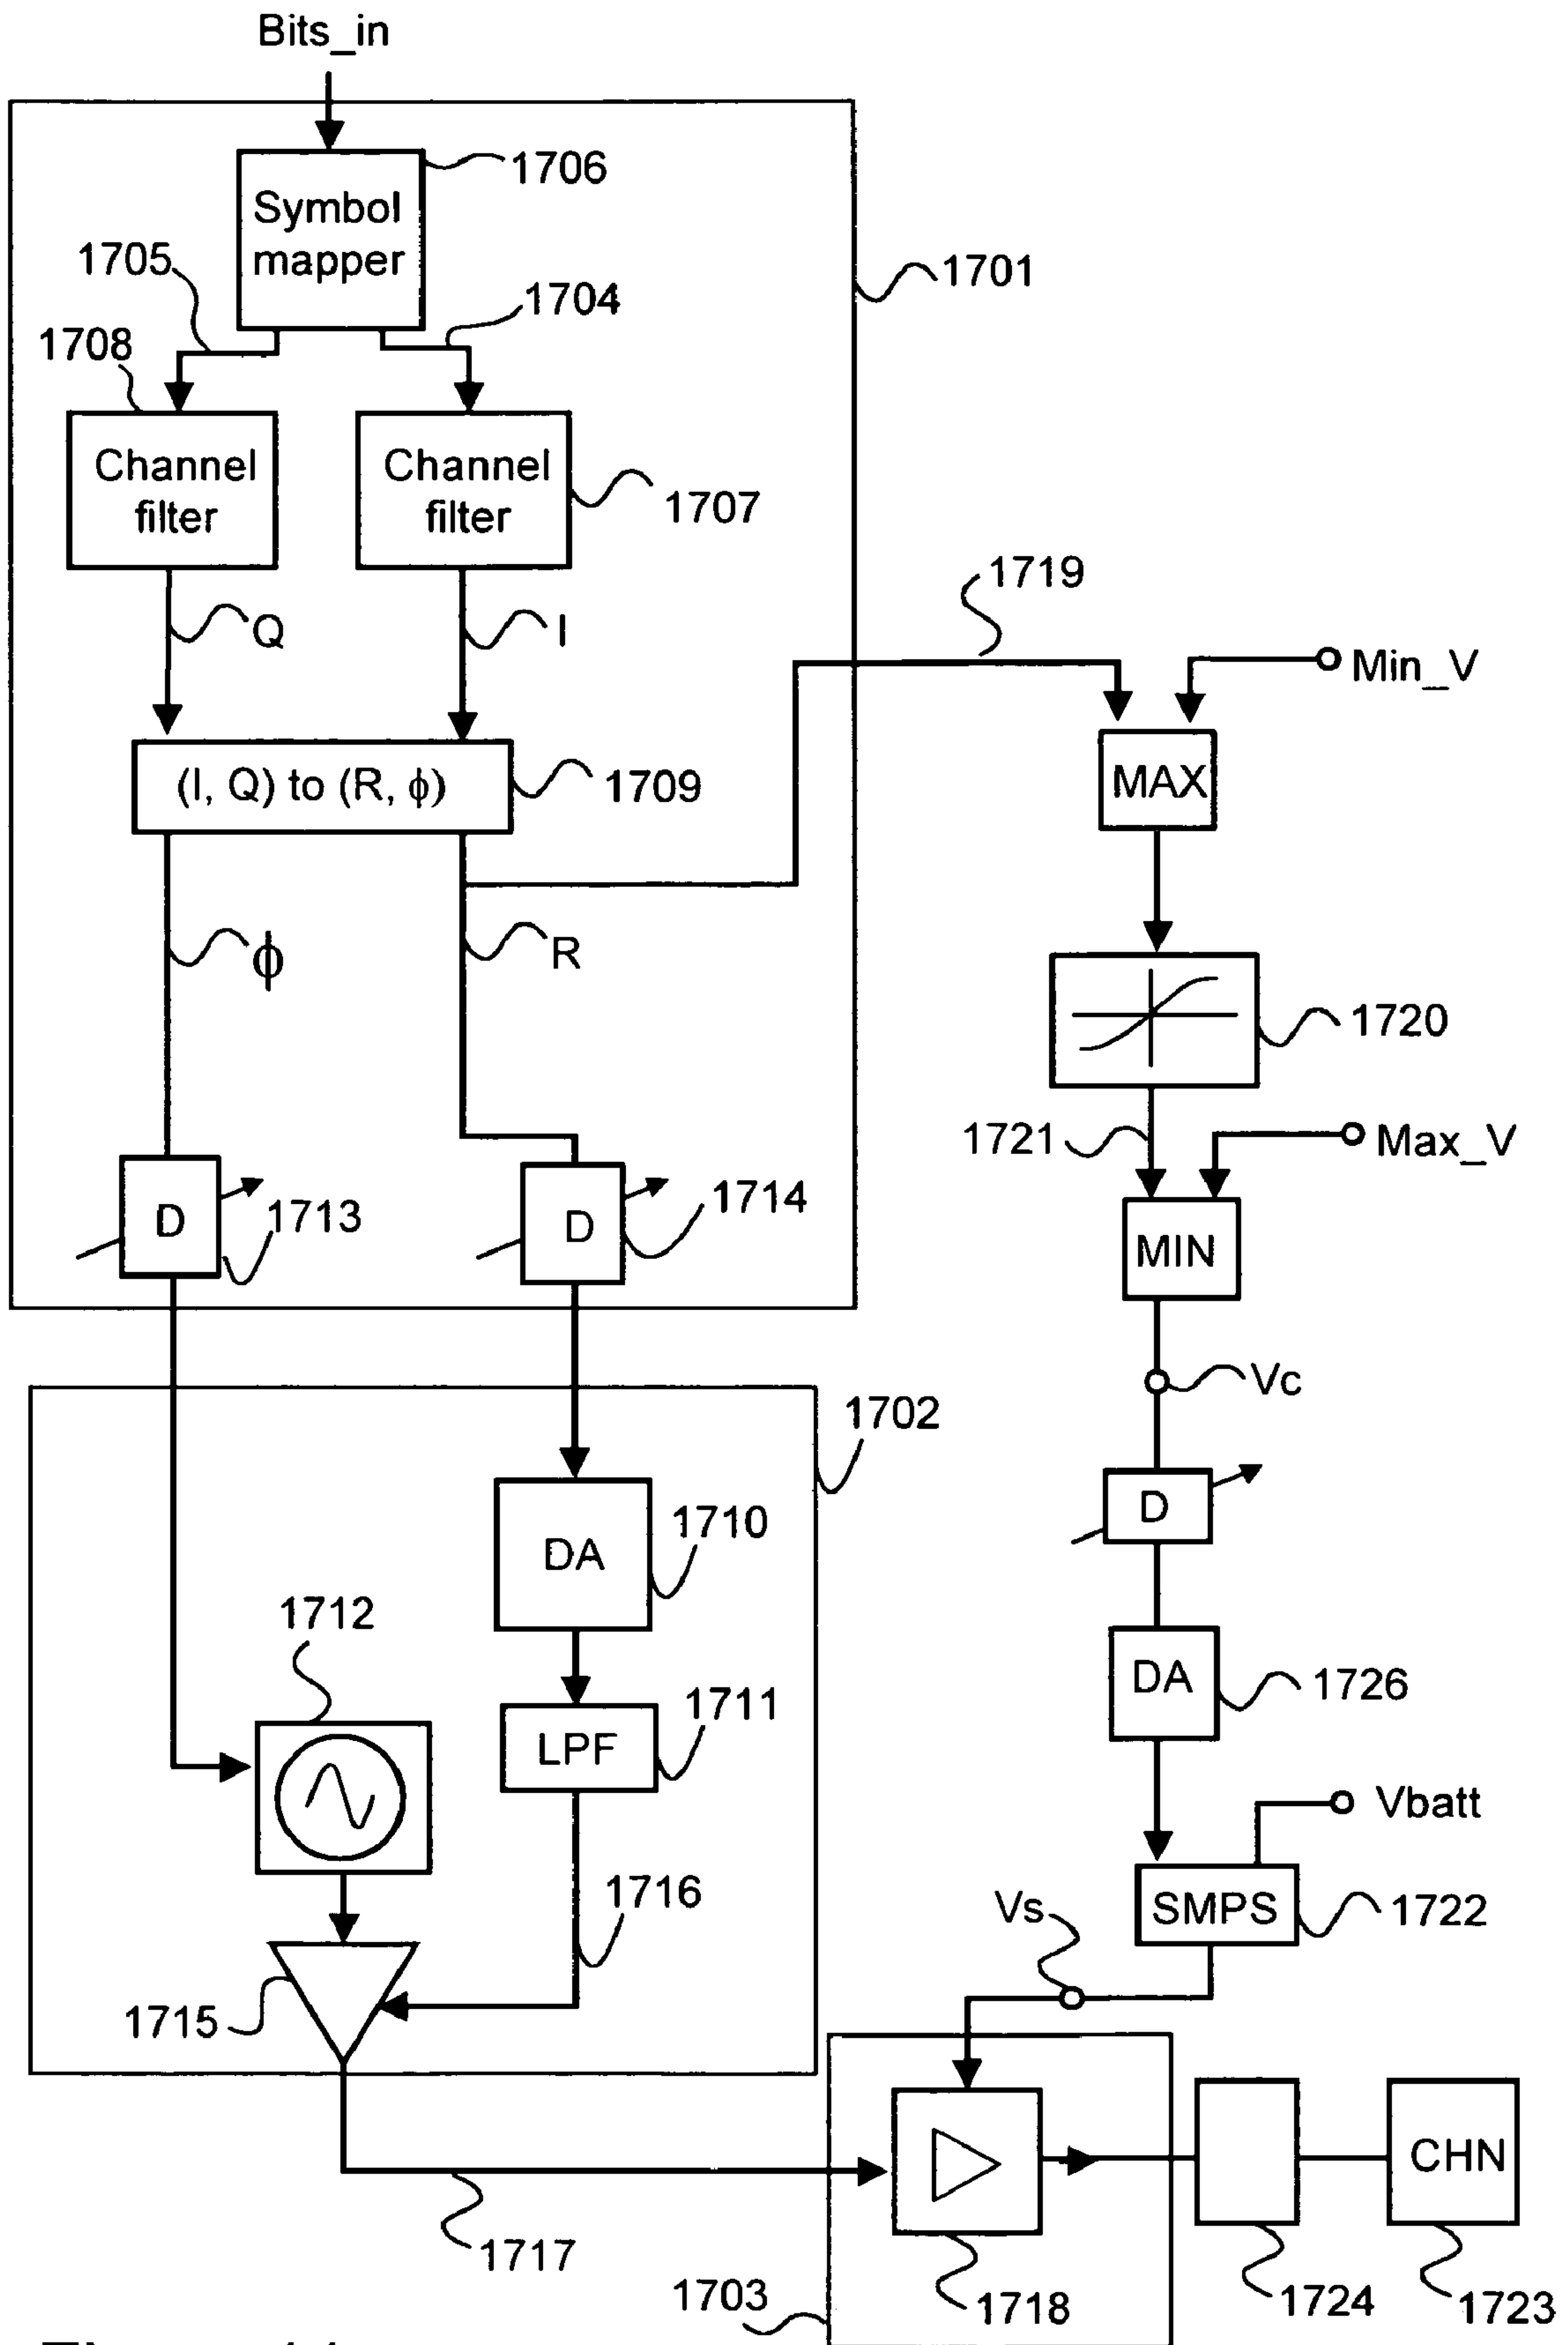 Bits_in
1706
Symbol
mapper
1705
1704
1701
1708
Channel
filter
Channel
filter
1707
1719
Q
I
Min_V
MAX
(I, Q) to (R, ϕ)
1709
ϕ
R
1720
1721
Max_V
D
1713
D
1714
MIN
Vc
1702
D
DA
1710
1712
DA
1726
LPF
1711
Vbatt
1716
Vs
SMPS
1722
1715
CHN
1717
1703
1718
1724
1723